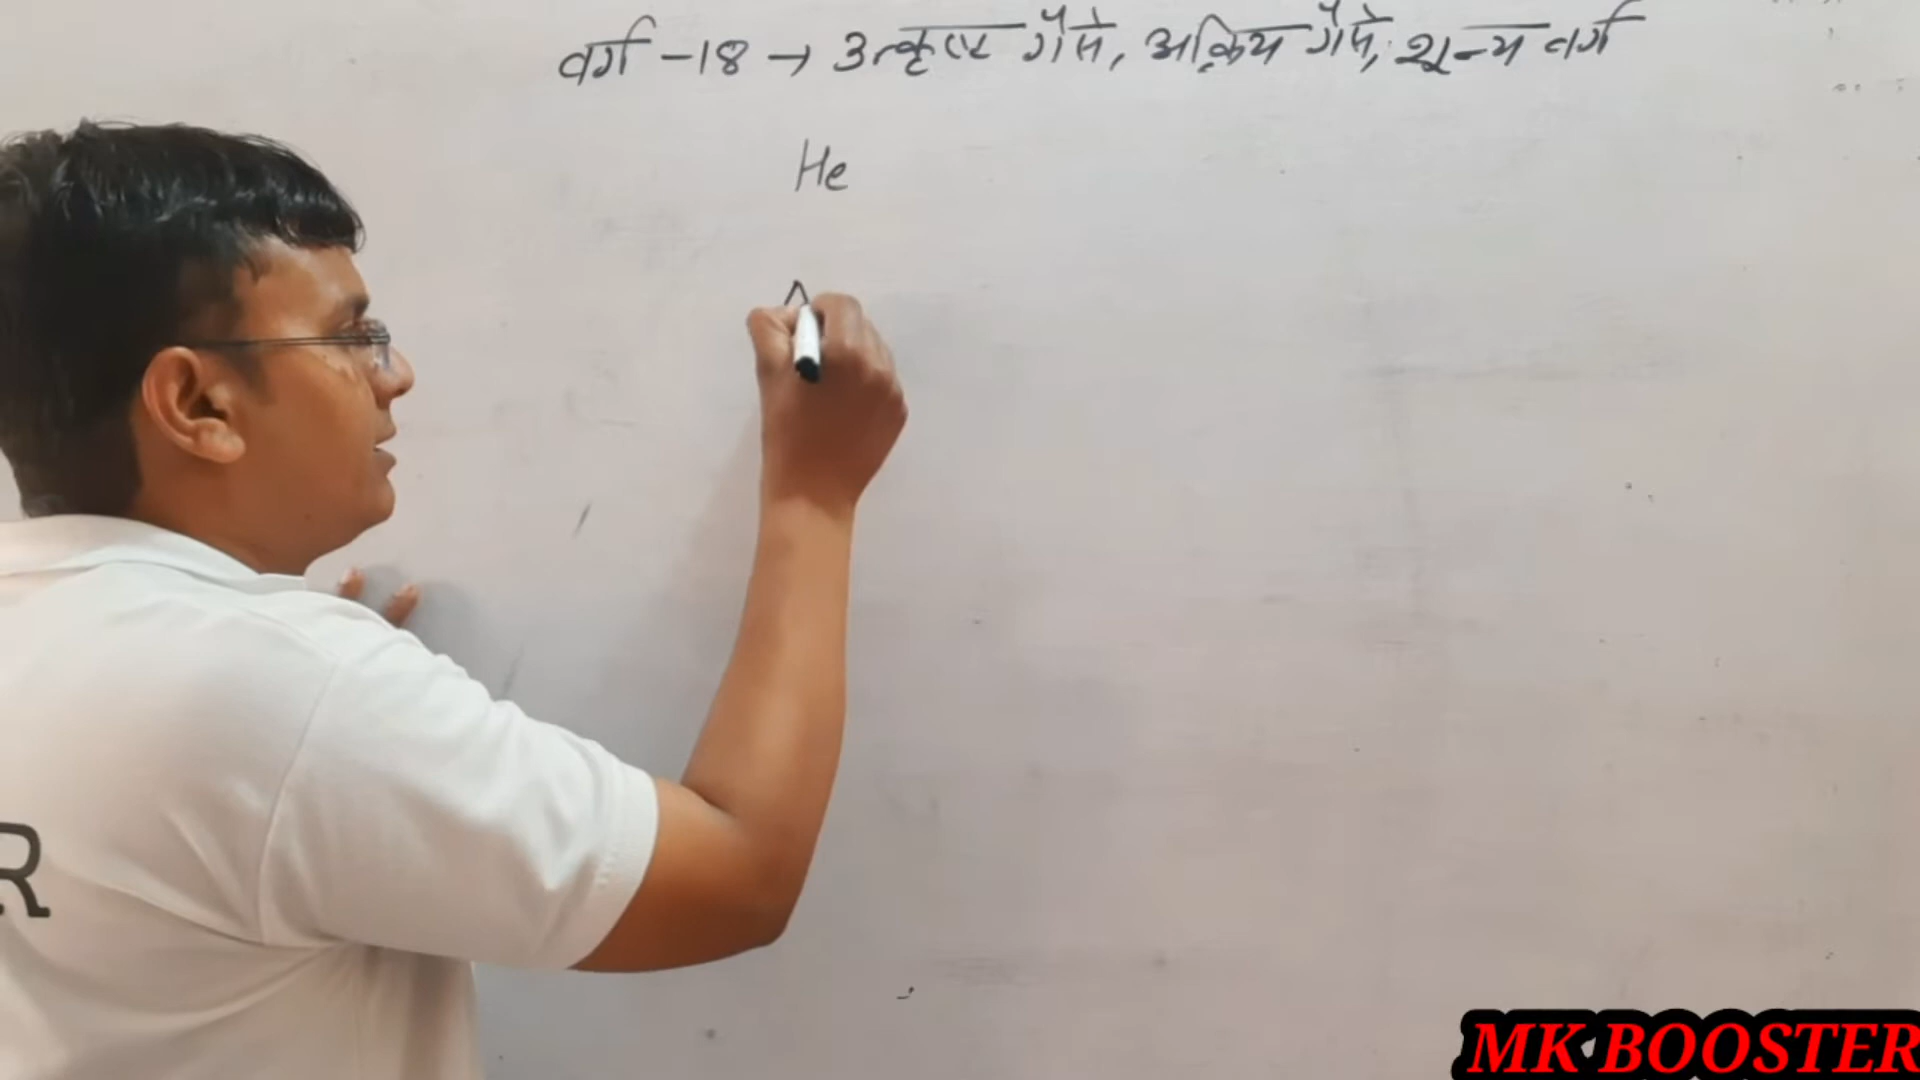 वर्ग -18 → उत्कृष्ट गैसे, अक्रिय गैसे, शून्य वर्ग
He
R
MK BOOSTER